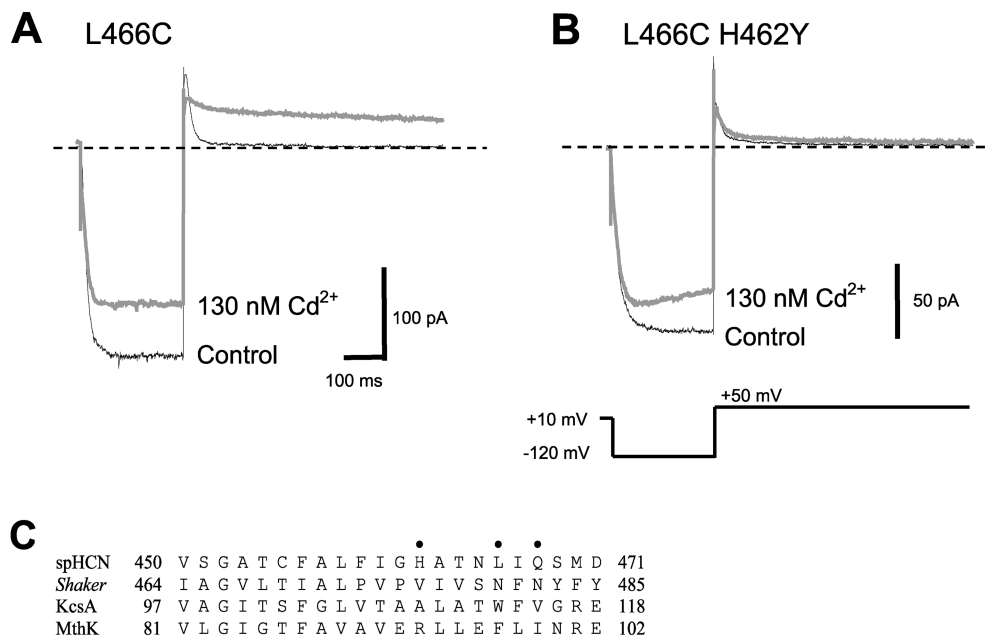 A L466C
B L466C H462Y
130 nM Cd2+
Control
100 pA
100 ms
130 nM Cd2+
Control
50 pA
+50 mV
+10 mV
-120 mV
C
spHCN 450 V S G A T C F A L F I G H A T N L I Q S M D 471
Shaker 464 I A G V L T I A L P V P V I V S N F N Y F Y 485
KcsA 97 V A G I T S F G L V T A A L A T W F V G R E 118
MthK 81 V L G I G T F A V A V E R L L E F L I N R E 102